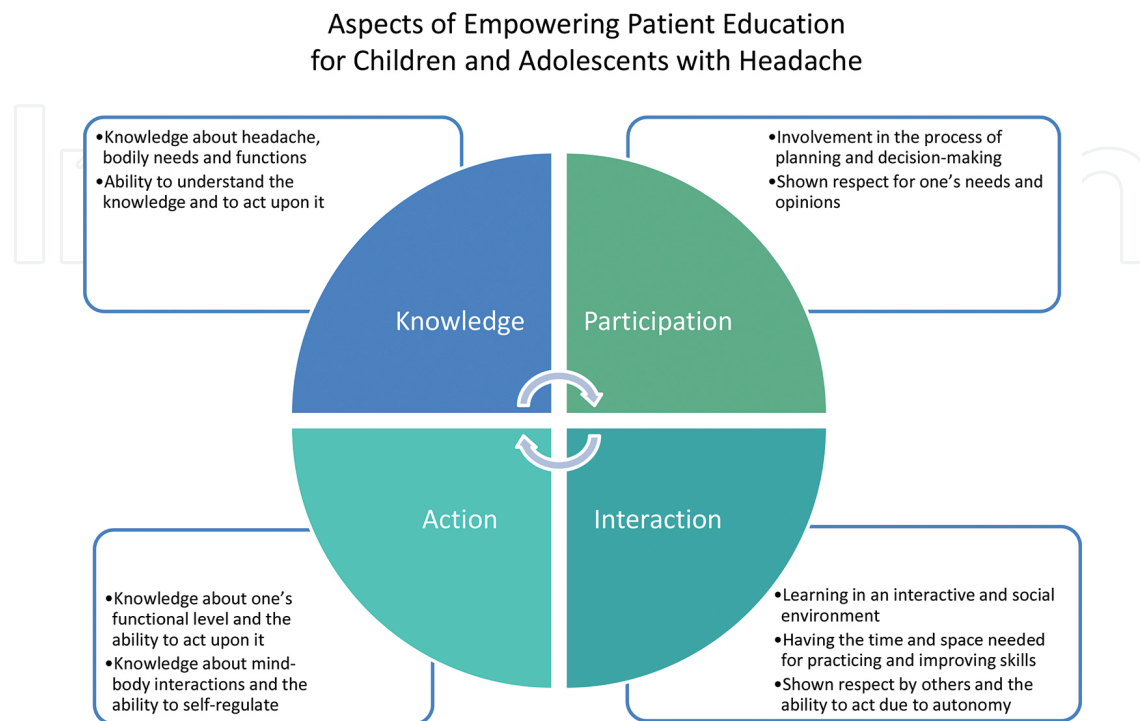 Aspects of Empowering Patient Education
for Children and Adolescents with Headache
•Knowledge about headache,
bodily needs and functions
•Ability to understand the
knowledge and to act upon it
•Involvement in the process of
planning and decision-making
•Shown respect for one’s needs and
opinions
Knowledge
Participation
Action
Interaction
•Knowledge about one’s
functional level and the
ability to act upon it
•Knowledge about mind-
body interactions and the
ability to self-regulate
•Learning in an interactive and social
environment
•Having the time and space needed
for practicing and improving skills
•Shown respect by others and the
ability to act due to autonomy